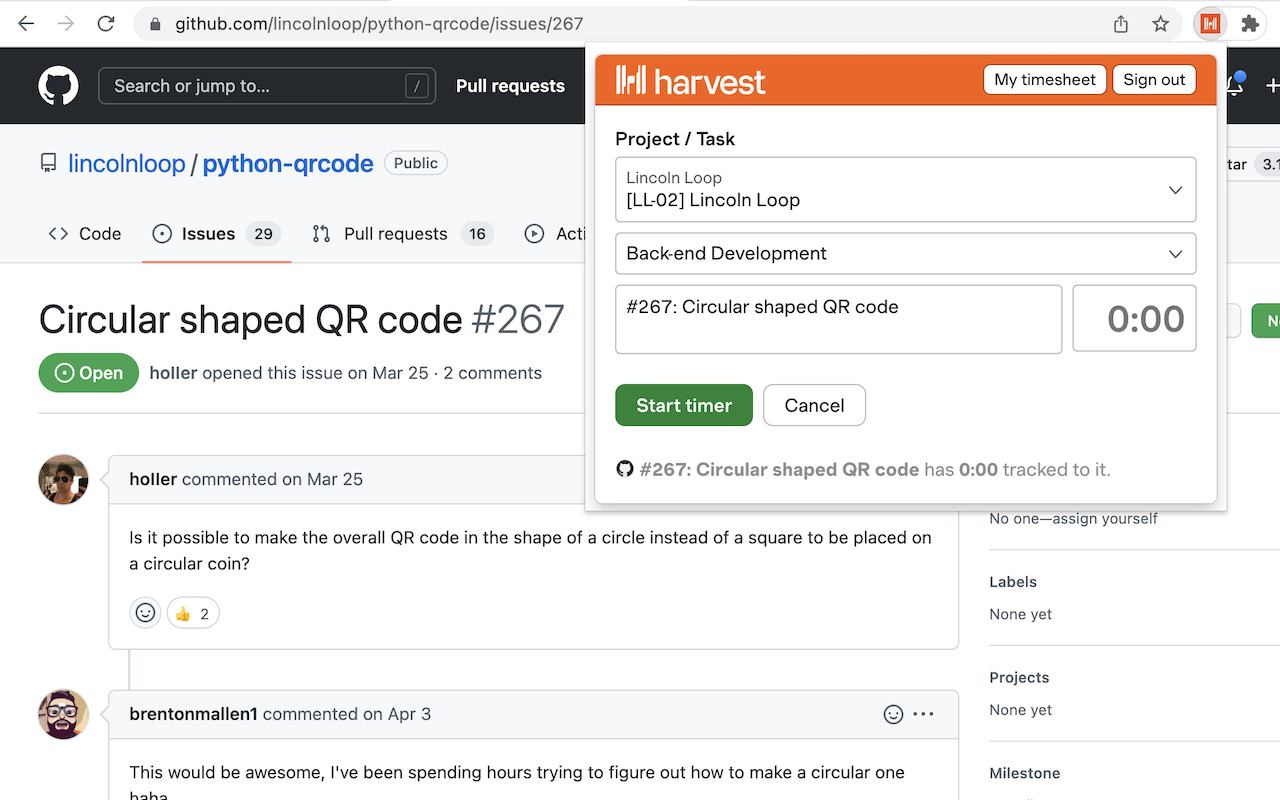 github.com/lincolnloop/python-qrcode/issues/267
Search or jump to...
/
Pull requests
harvest
My timesheet
Sign out
Project / Task
Lincoln Loop
[LL-02] Lincoln Loop
Back-end Development
#267: Circular shaped QR code
0:00
Start timer
Cancel
#267: Circular shaped QR code has 0:00 tracked to it.
lincolnloop / python-qrcode
Public
tar 3.1
Code
Issues 29
Pull requests 16
Acti
Circular shaped QR code #267
Open
holler opened this issue on Mar 25 · 2 comments
holler commented on Mar 25
Is it possible to make the overall QR code in the shape of a circle instead of a square to be placed on
a circular coin?
👍 2
brentonmallen1 commented on Apr 3
This would be awesome, I've been spending hours trying to figure out how to make a circular one
haha
No one—assign yourself
Labels
None yet
Projects
None yet
Milestone